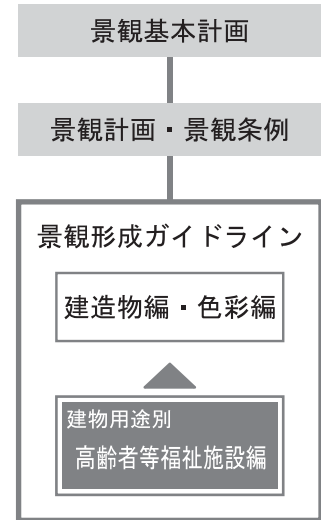 景観基本計画
景観計画・景観条例
景観形成ガイドライン
建造物編・色彩編
建物用途別
高齢者等福祉施設編